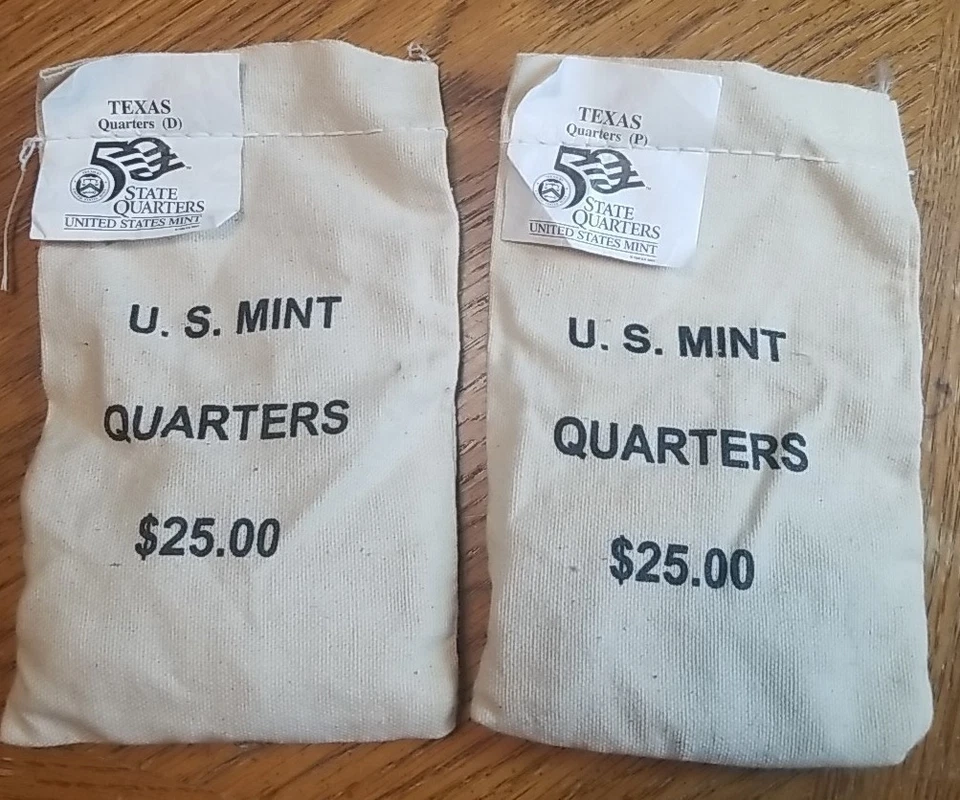 TEXAS
Quarters (D)
50
STATE
QUARTERS
UNITED STATES MINT
U. S. MINT
QUARTERS
$25.00
TEXAS
Quarters (P)
50
STATE
QUARTERS
UNITED STATES MINT
U. S. MINT
QUARTERS
$25.00